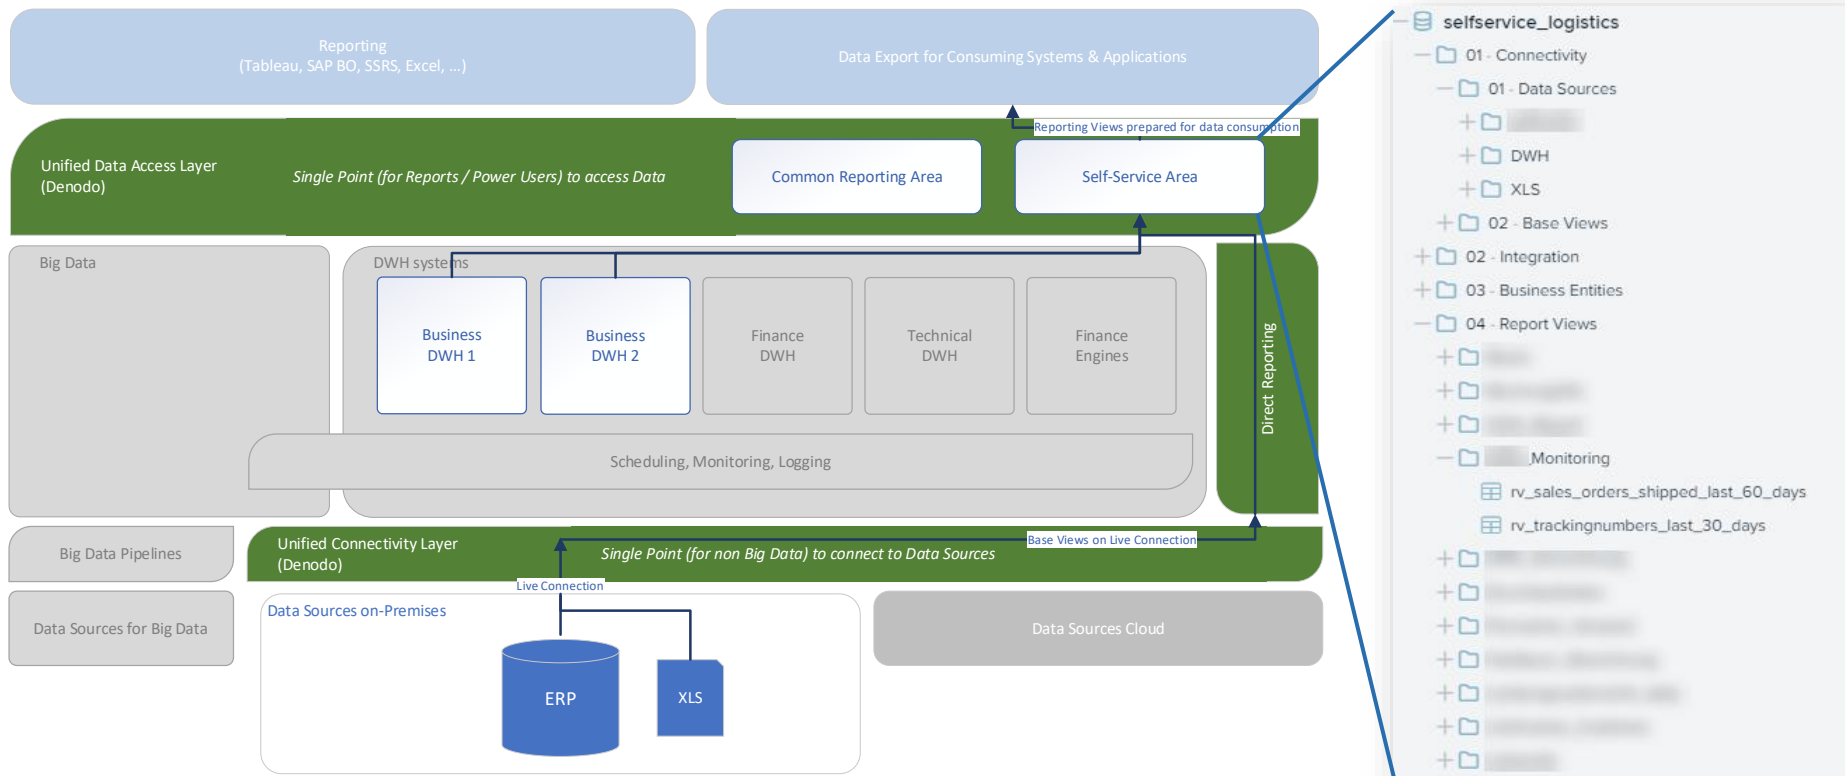 Reporting
(Tableau, SAP BO, SSRS, Excel, ...)
Data Export for Consuming Systems & Applications
Reporting Views prepared for data consumption
Unified Data Access Layer
(Denodo)
Single Point (for Reports / Power Users) to access Data
Common Reporting Area
Self-Service Area
Big Data
DWH systems
Business
DWH 1
Business
DWH 2
Finance
DWH
Technical
DWH
Finance
Engines
Direct Reporting
Scheduling, Monitoring, Logging
Big Data Pipelines
Unified Connectivity Layer
(Denodo)
Single Point (for non Big Data) to connect to Data Sources
Base Views on Live Connection
Live Connection
Data Sources for Big Data
Data Sources on-Premises
ERP
XLS
Data Sources Cloud
selfservice_logistics
01 - Connectivity
01 - Data Sources
DWH
XLS
02 - Base Views
02 - Integration
03 - Business Entities
04 - Report Views
_Monitoring
rv_sales_orders_shipped_last_60_days
rv_trackingnumbers_last_30_days